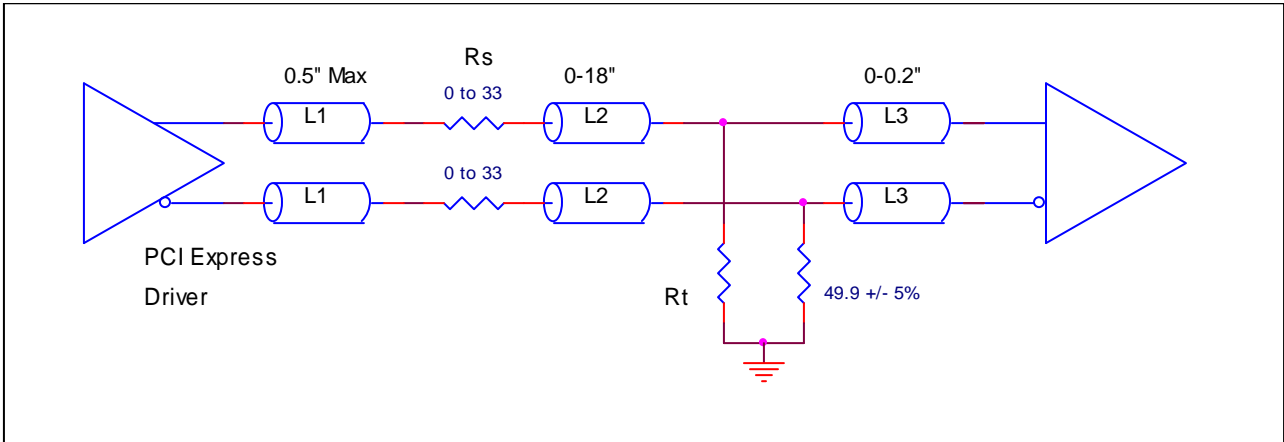 Rs
0.5" Max
0-18"
0-0.2"
0 to 33
L1
L2
L3
0 to 33
L1
L2
L3
PCI Express
Driver
Rt
49.9 +/- 5%